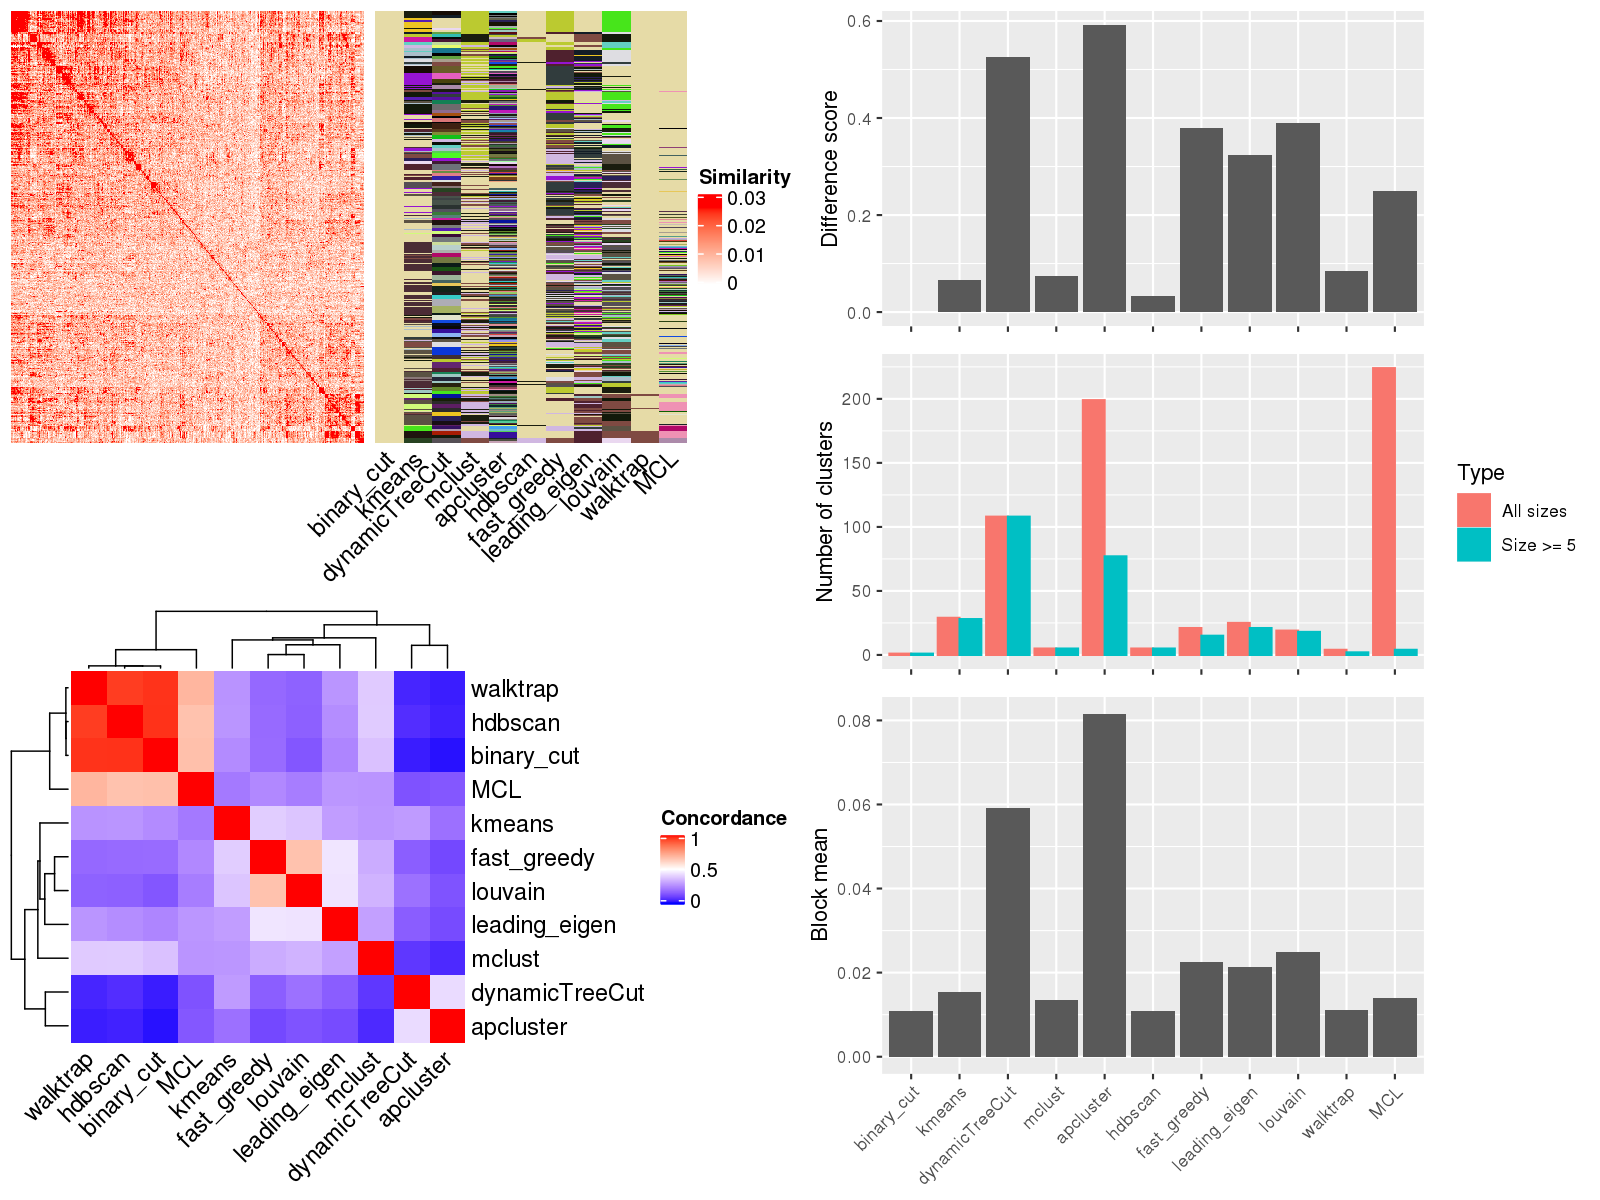 Similarity
0.03
0.02
0.01
0
binary_cut
kmeans
dynamicTreeCut
mclust
apcluster
hdbscan
fast_greedy
leading_eigen
louvain
walktrap
MCL
walktrap
hdbscan
binary_cut
MCL
kmeans
fast_greedy
louvain
leading_eigen
mclust
dynamicTreeCut
apcluster
walktrap
hdbscan
binary_cut
MCL
kmeans
fast_greedy
louvain
leading_eigen
mclust
dynamicTreeCut
apcluster
Concordance
1
0.5
0
Difference score
0.6
0.4
0.2
0.0
Number of clusters
200
150
100
50
0
Type
All sizes
Size >= 5
Block mean
0.08
0.06
0.04
0.02
0.00
binary_cut
kmeans
dynamicTreeCut
mclust
apcluster
hdbscan
fast_greedy
leading_eigen
louvain
walktrap
MCL